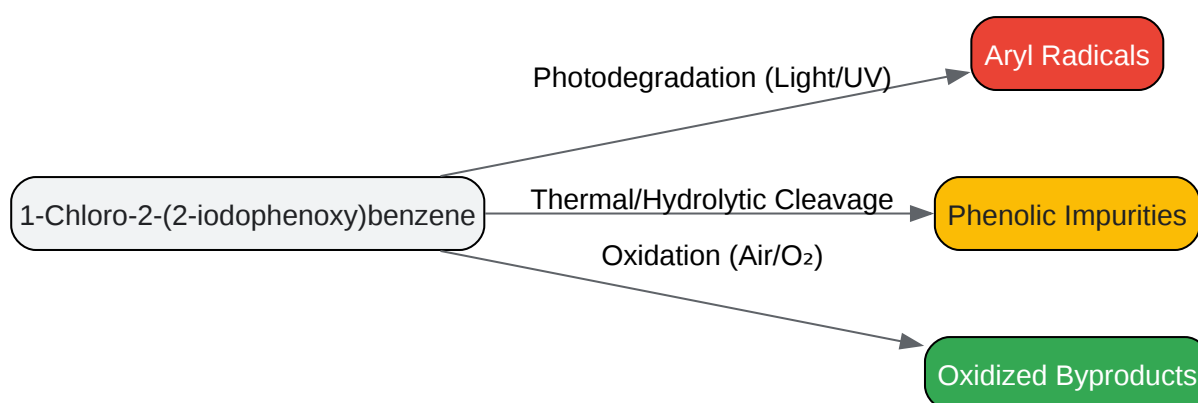 Aryl Radicals
Photodegradation (Light/UV)
1-Chloro-2-(2-iodophenoxy)benzene
Thermal/Hydrolytic Cleavage
Phenolic Impurities
Oxidation (Air/O₂)
Oxidized Byproducts